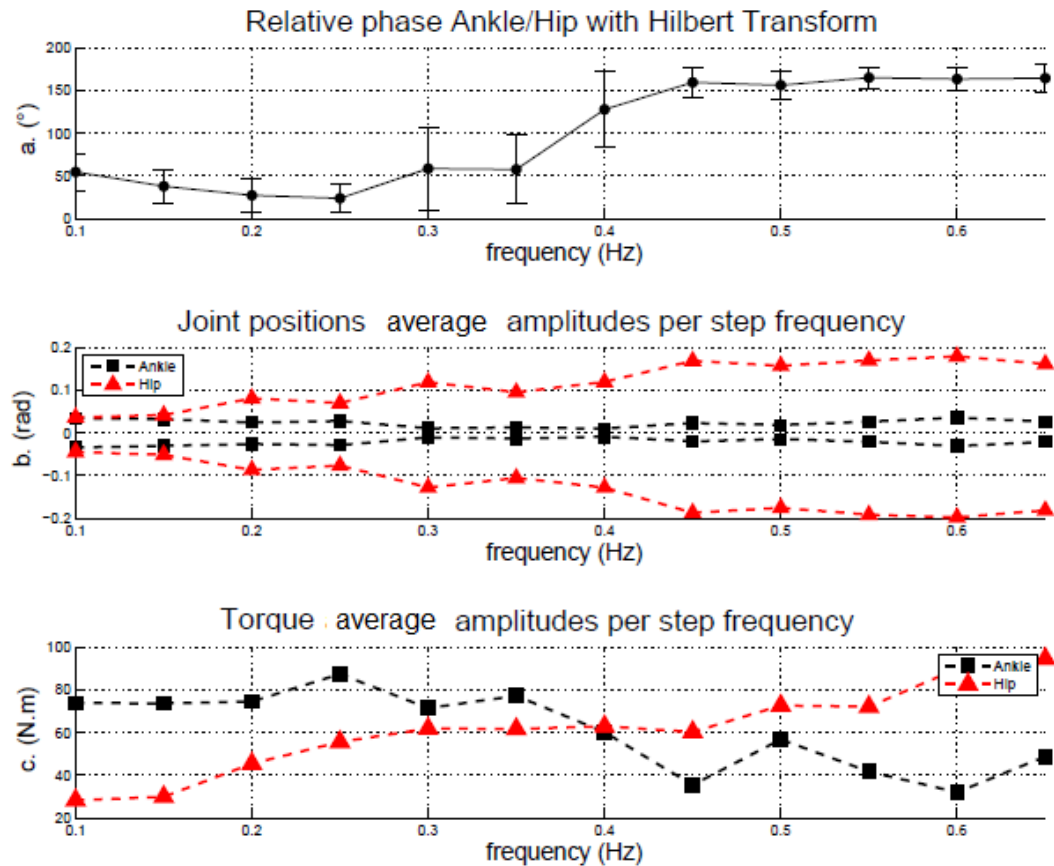 Relative phase Ankle/Hip with Hilbert Transform
200
150
100
50
0
a. (°)
0.1 0.2 0.3 0.4 0.5 0.6
frequency (Hz)
Joint positions average amplitudes per step frequency
0.2
0.1
0
−0.1
−0.2
b. (rad)
Ankle
Hip
0.1 0.2 0.3 0.4 0.5 0.6
frequency (Hz)
Torque average amplitudes per step frequency
100
80
60
40
20
c. (N.m)
Ankle
Hip
0.1 0.2 0.3 0.4 0.5 0.6
frequency (Hz)